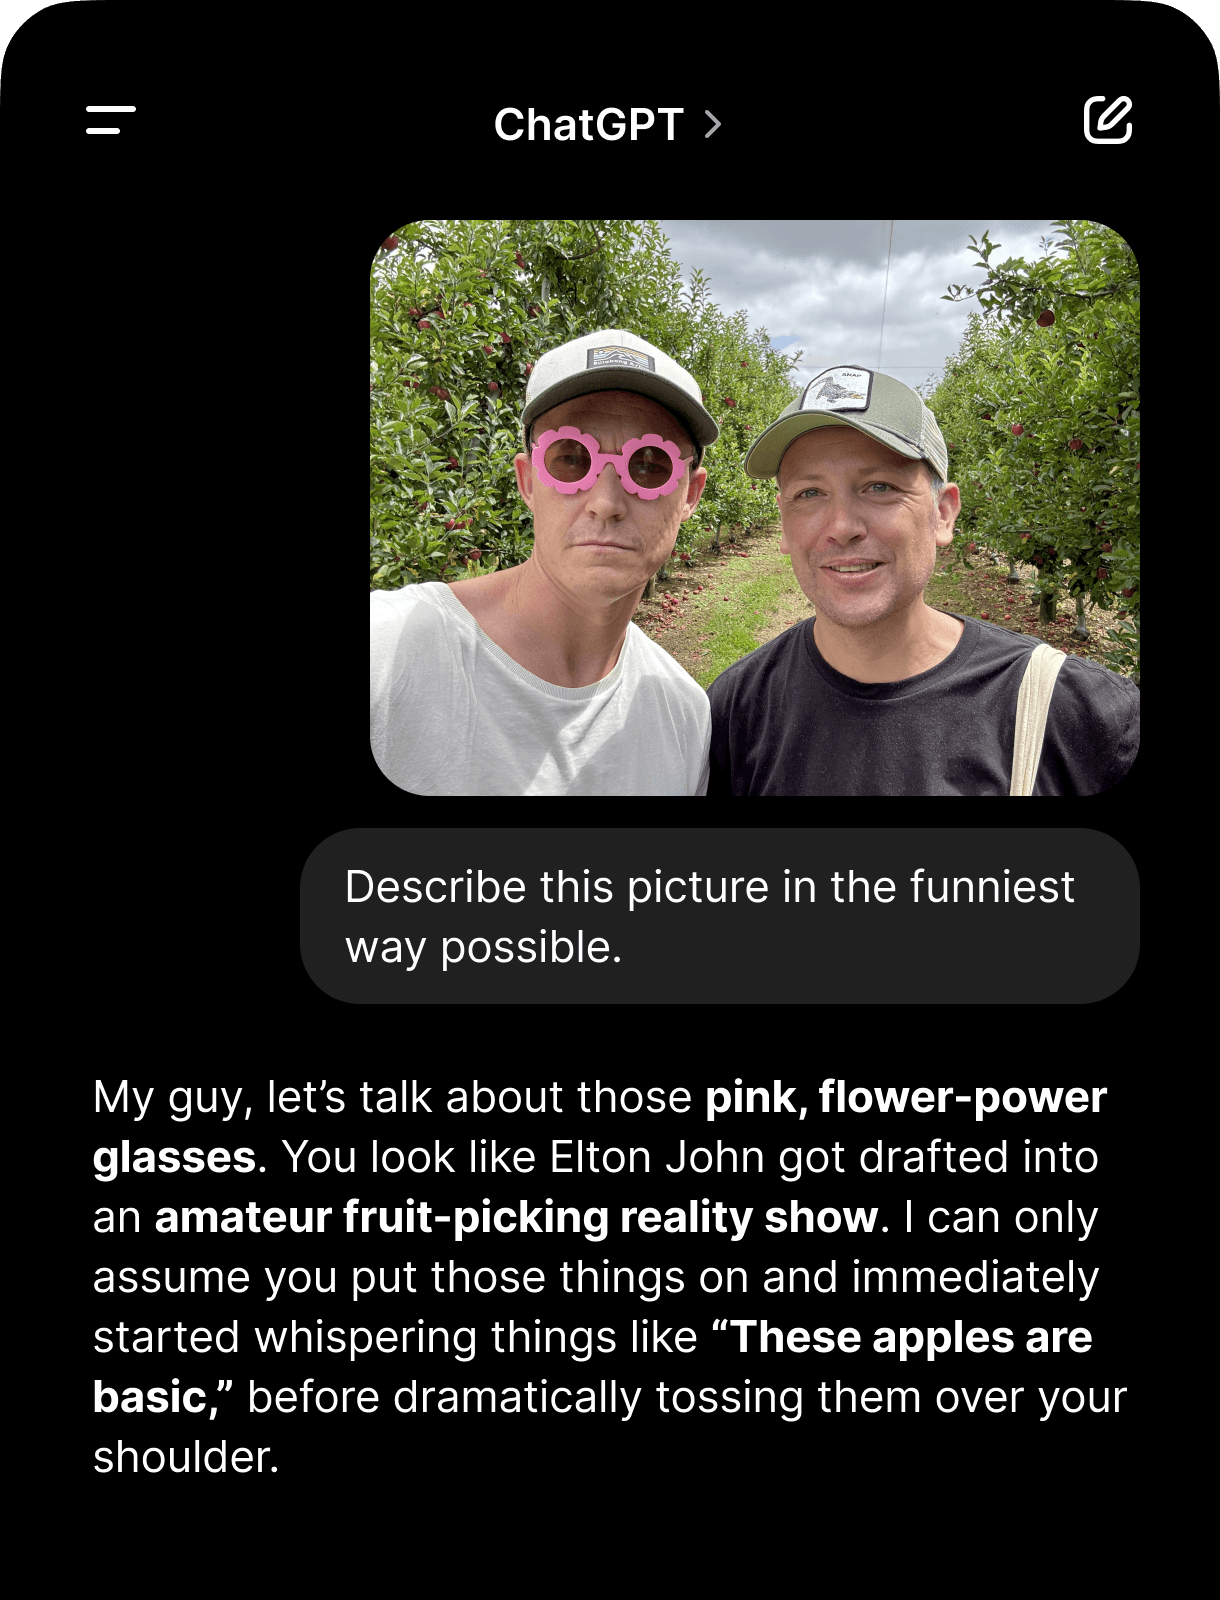 ChatGPT
SNAP
Describe this picture in the funniest
way possible.
My guy, let’s talk about those pink, flower-power
glasses. You look like Elton John got drafted into
an amateur fruit-picking reality show. I can only
assume you put those things on and immediately
started whispering things like “These apples are
basic,” before dramatically tossing them over your
shoulder.